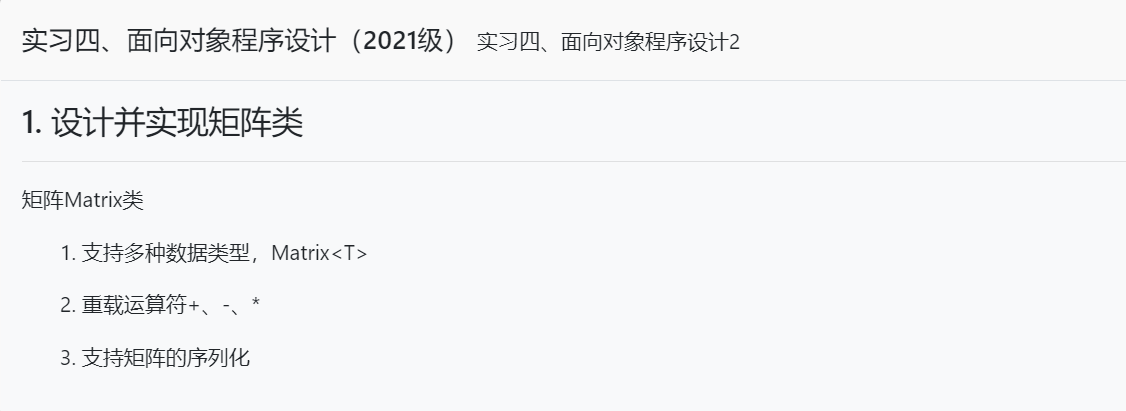 实习四、面向对象程序设计（2021级） 实习四、面向对象程序设计2
1. 设计并实现矩阵类
矩阵Matrix类
1. 支持多种数据类型，Matrix<T>
2. 重载运算符+、-、*
3. 支持矩阵的序列化